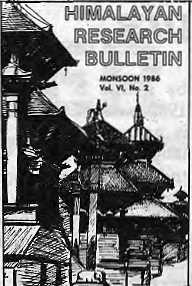 HIMALAYAN
RESEARCH
BULLETIN
MONSOON 1986
Vol. VI, No. 2